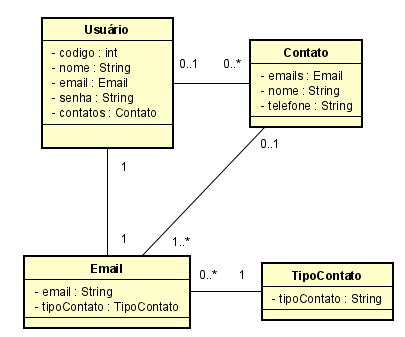 Usuário
- codigo : int
- nome : String
- email : Email
- senha : String
- contatos : Contato
0..1
0..*
Contato
- emails : Email
- nome : String
- telefone : String
0..1
1
1
1..*
Email
- email : String
- tipoContato : TipoContato
0..*
1
TipoContato
- tipoContato : String